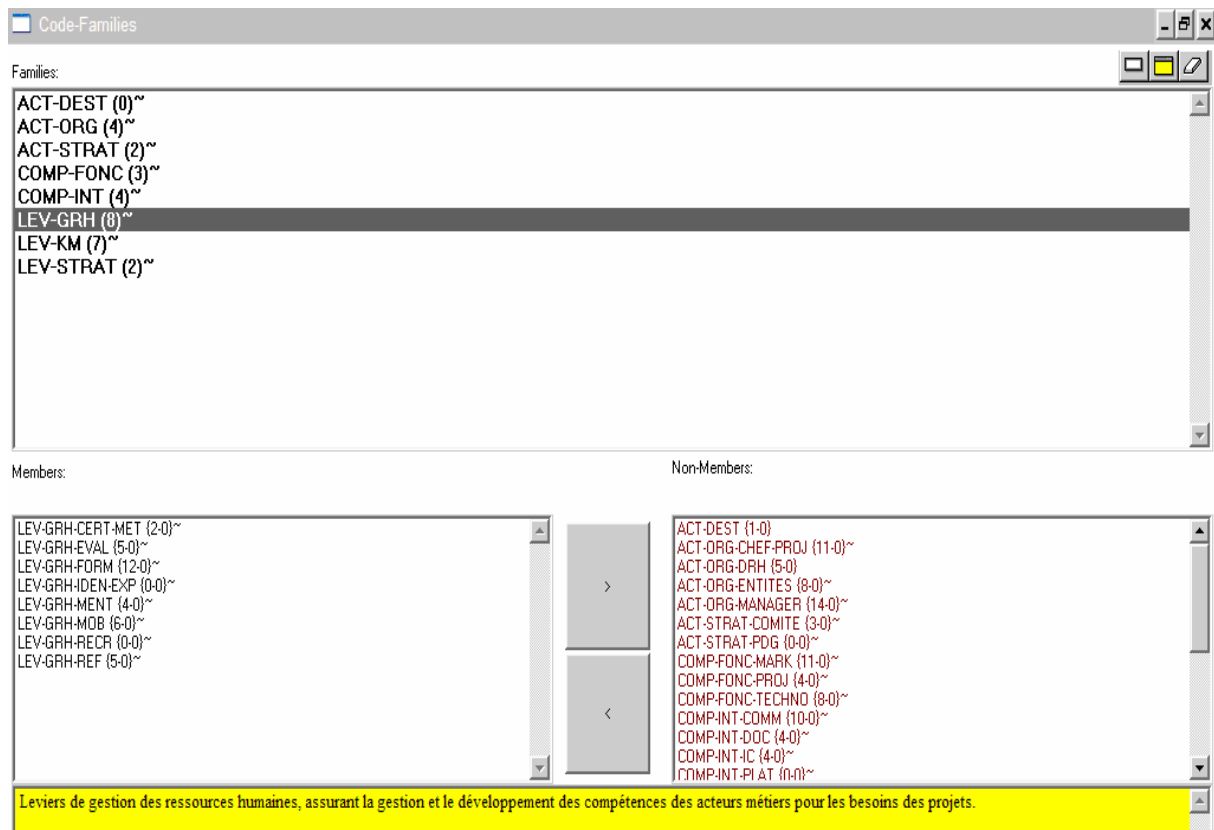 Code-Families
Families:
ACT-DEST (0)~
ACT-ORG (4)~
ACT-STRAT (2)~
COMP-FONC (3)~
COMP-INT (4)~
LEV-GRH (8)~
LEV-KM (7)~
LEV-STRAT (2)~
Members:
LEV-GRH-CERT-MET {2-0}~
LEV-GRH-EVAL {5-0}~
LEV-GRH-FORM {12-0}~
LEV-GRH-IDEN-EXP {0-0}~
LEV-GRH-MENT {4-0}~
LEV-GRH-MOB {6-0}~
LEV-GRH-RECR {0-0}~
LEV-GRH-REF {5-0}~
>
<
Non-Members:
ACT-DEST {1-0}
ACT-ORG-CHEF-PROJ {11-0}~
ACT-ORG-DRH {5-0}
ACT-ORG-ENTITES {8-0}~
ACT-ORG-MANAGER {14-0}~
ACT-STRAT-COMITE {3-0}~
ACT-STRAT-PDG {0-0}~
COMP-FONC-MARK {11-0}~
COMP-FONC-PROJ {4-0}~
COMP-FONC-TECHNO {8-0}~
COMP-INT-COMM {10-0}~
COMP-INT-DOC {4-0}~
COMP-INT-IC {4-0}~
COMP-INT-PLAT {0-0}~
Leviers de gestion des ressources humaines, assurant la gestion et le développement des compétences des acteurs métiers pour les besoins des projets.